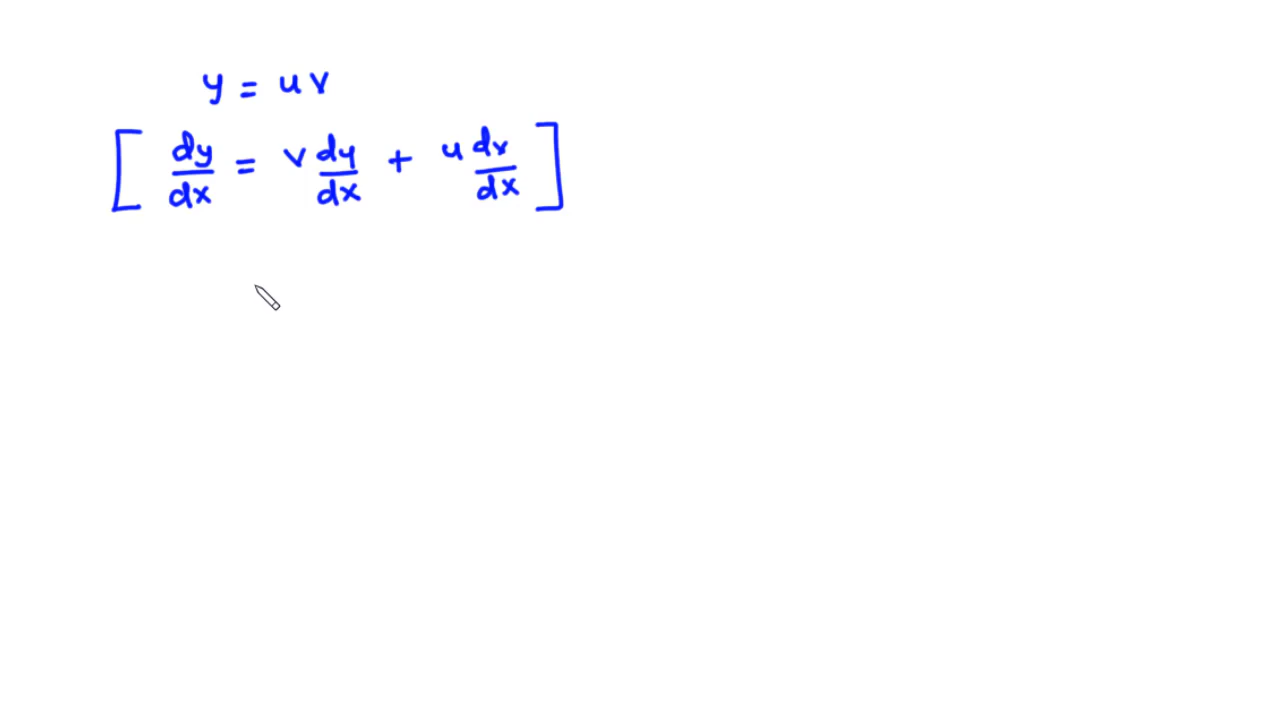 y = uv
[ dy/dx = v dy/dx + u dv/dx ]